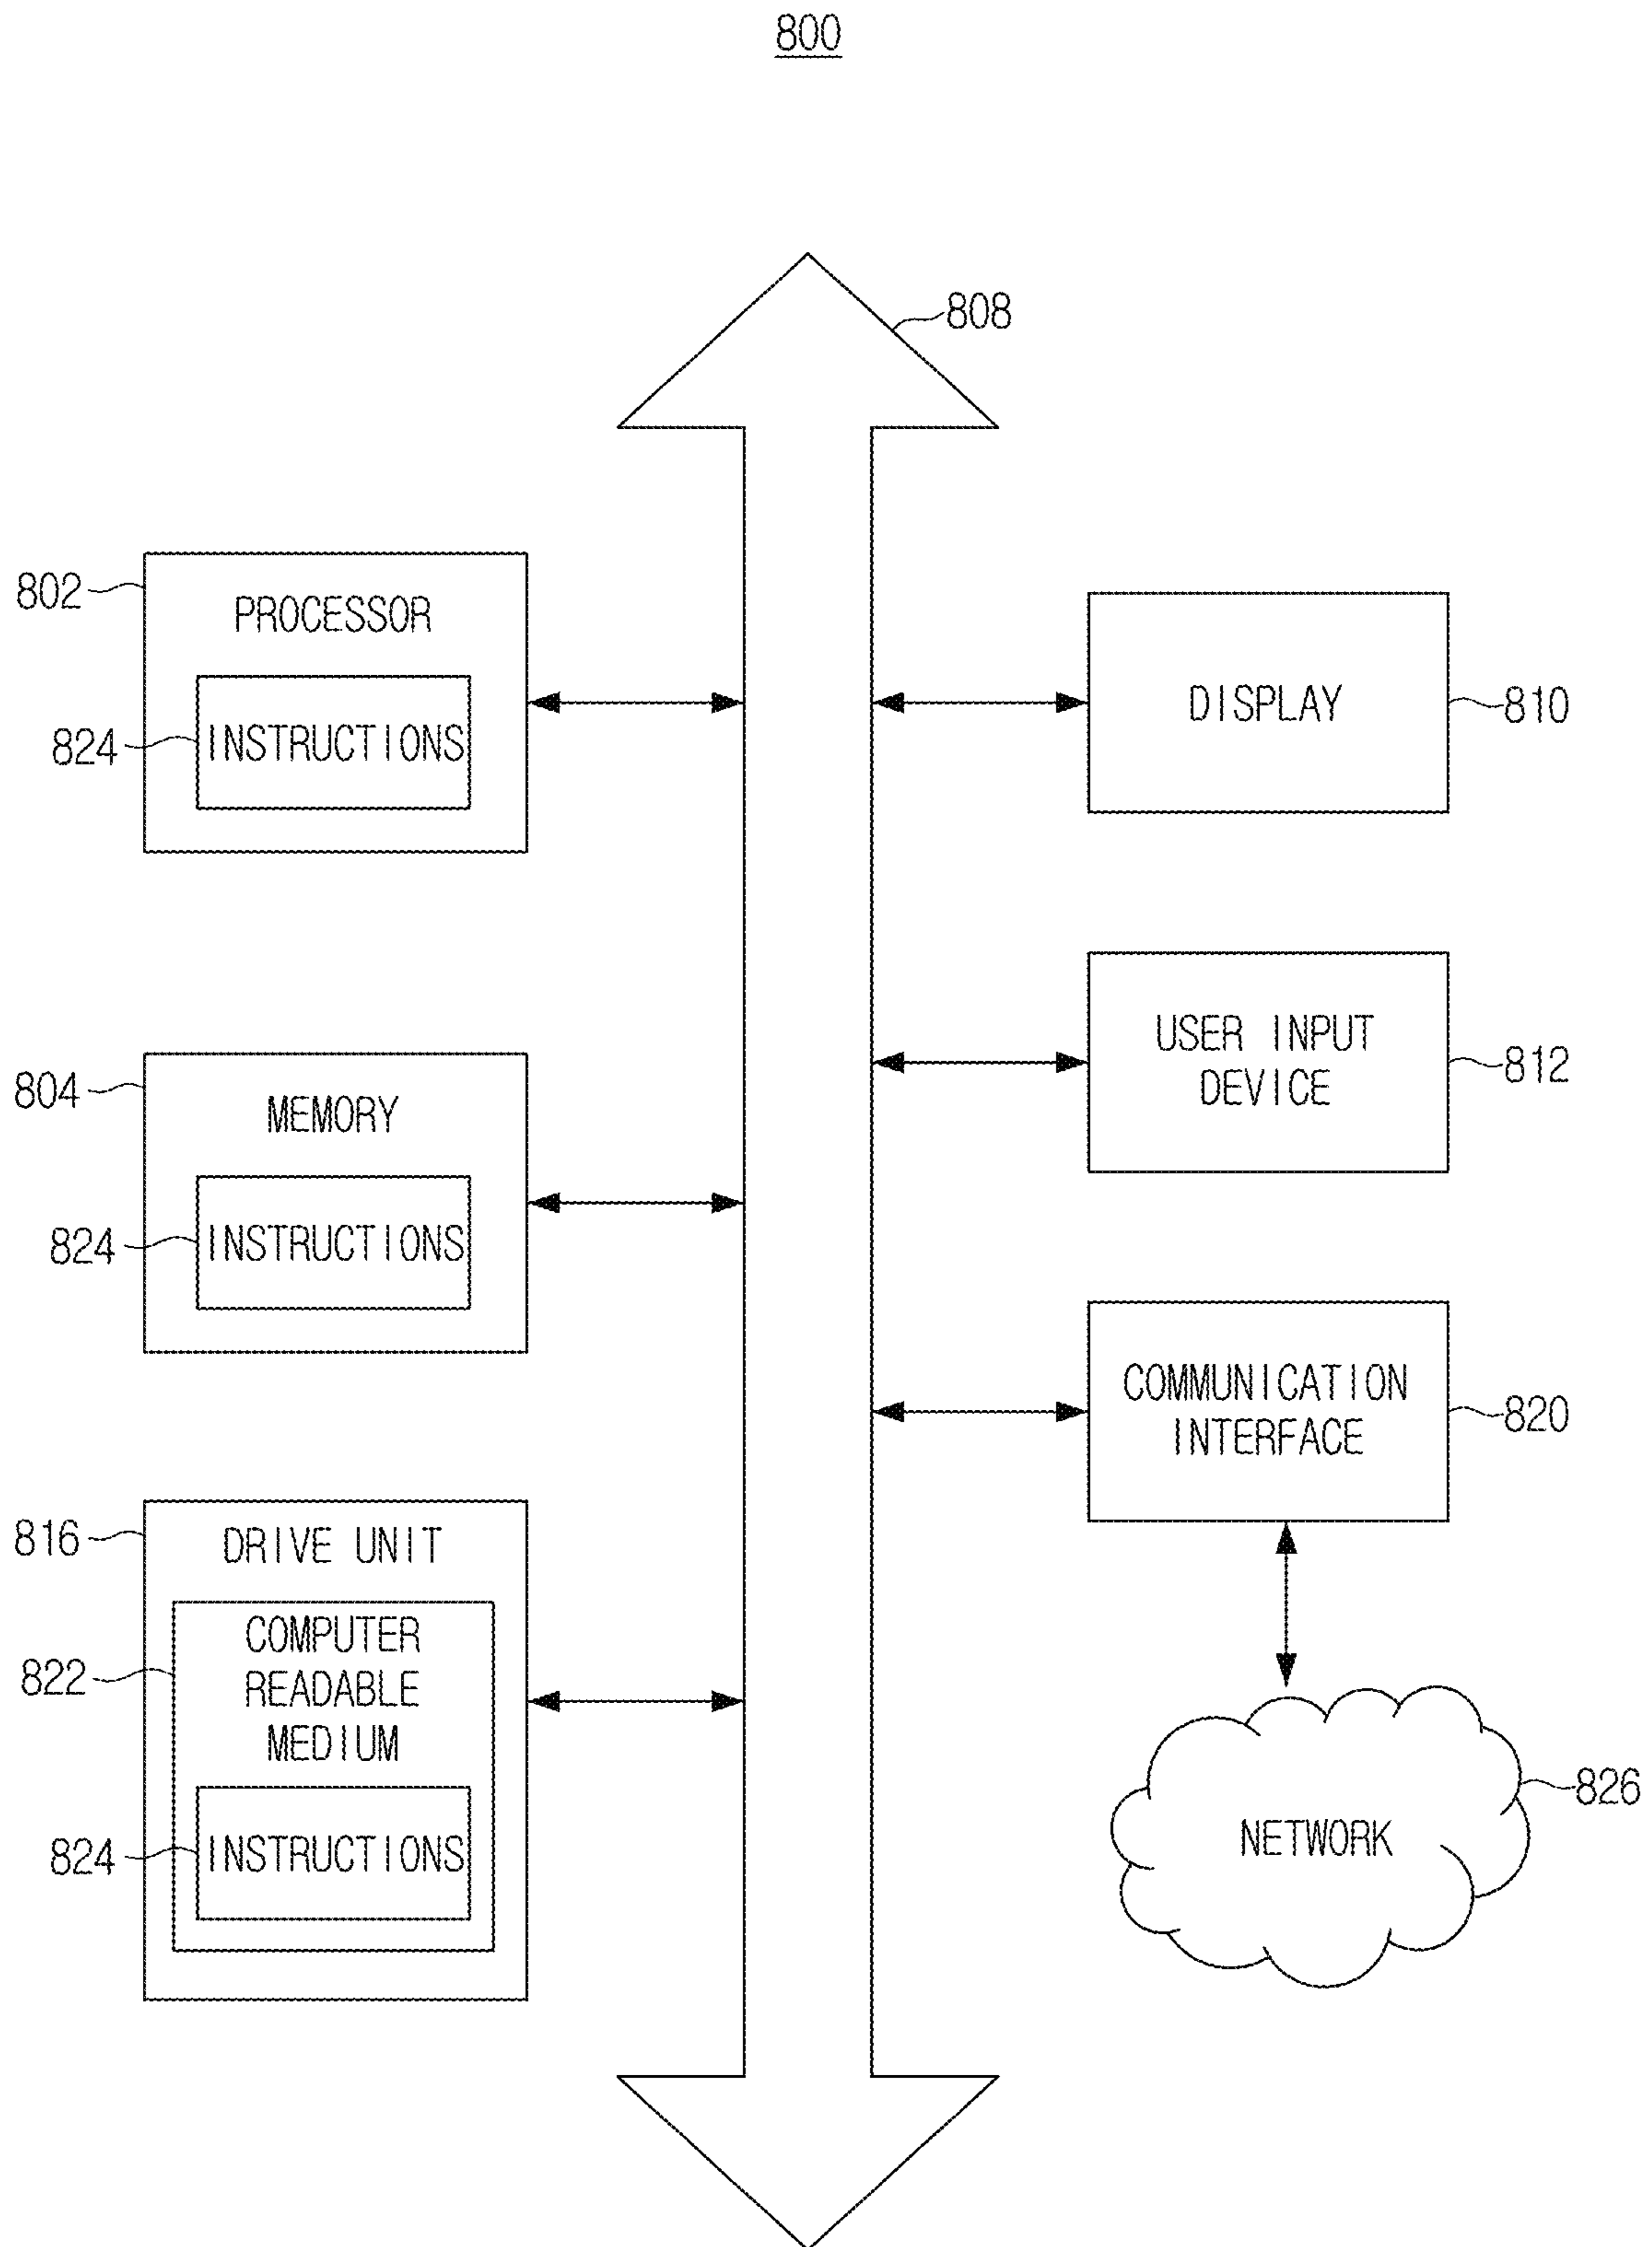 800
808
802
PROCESSOR
824
INSTRUCTIONS
DISPLAY
810
804
MEMORY
824
INSTRUCTIONS
USER INPUT
DEVICE
812
COMMUNICATION
INTERFACE
820
816
DRIVE UNIT
822
COMPUTER
READABLE
MEDIUM
824
INSTRUCTIONS
NETWORK
826